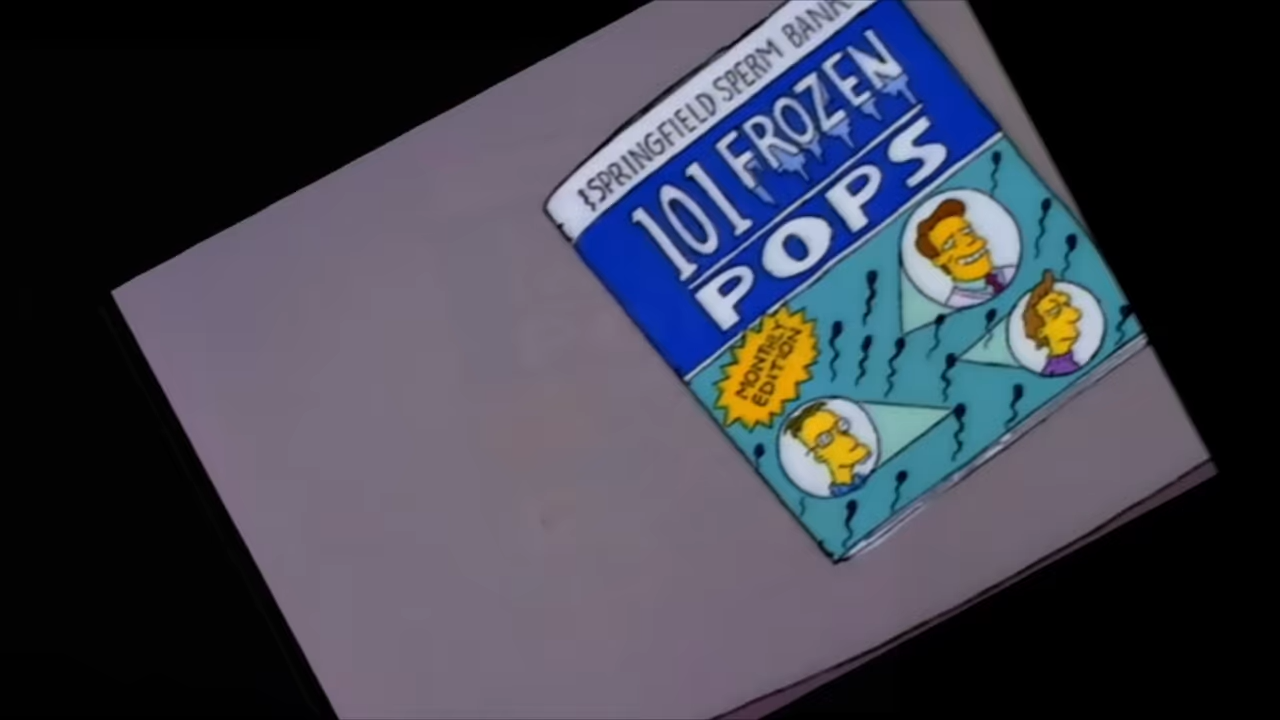 SPRINGFIELD SPERM BANK
101 FROZEN
POPS
MONTHLY
EDITION